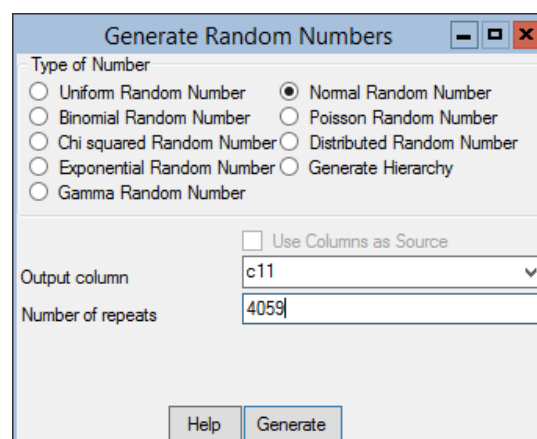 Generate Random Numbers
Type of Number
Uniform Random Number Normal Random Number
Binomial Random Number Poisson Random Number
Chi squared Random Number Distributed Random Number
Exponential Random Number Generate Hierarchy
Gamma Random Number
Use Columns as Source
Output column c11
Number of repeats 4059
Help Generate